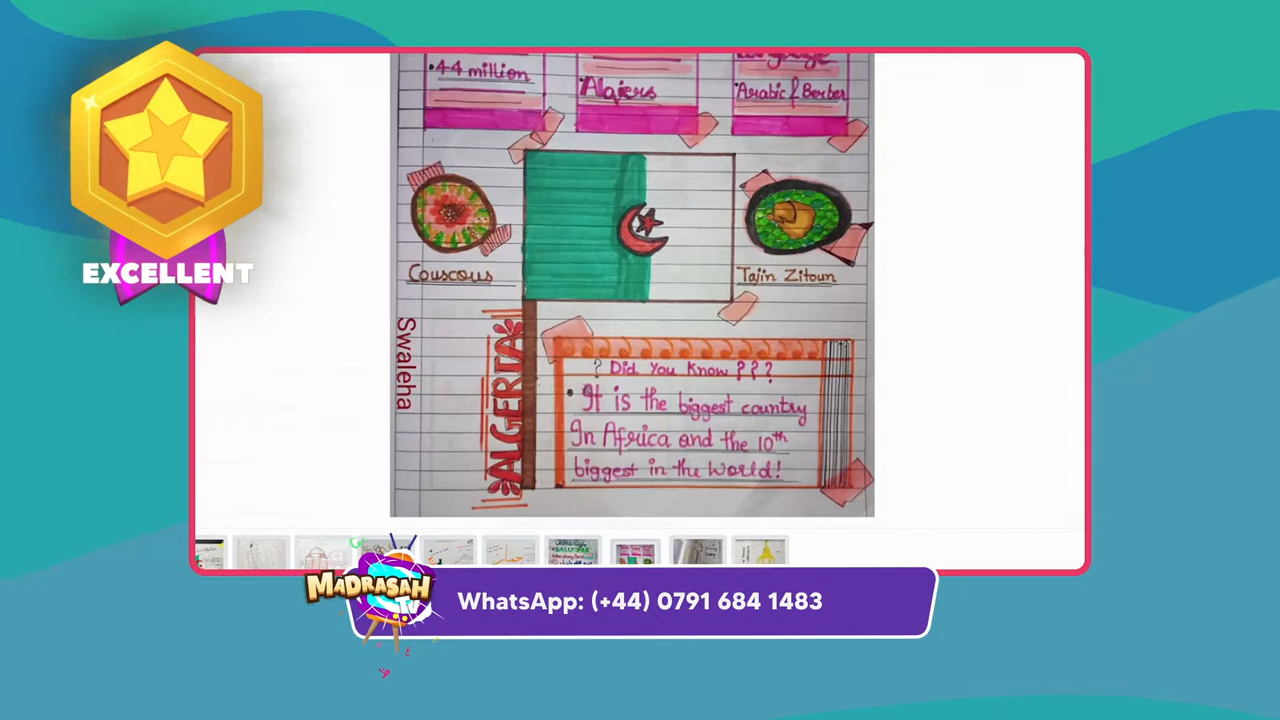 • 44 million
• Algiers
Language
• Arabic & Berber
EXCELLENT
Couscous
Tajin Zitoun
Swaleha
ALGERIA
? Did You Know ? ? ?
• It is the biggest country
In Africa and the 10th
biggest in the World!
MADRASAH
TV
WhatsApp: (+44) 0791 684 1483